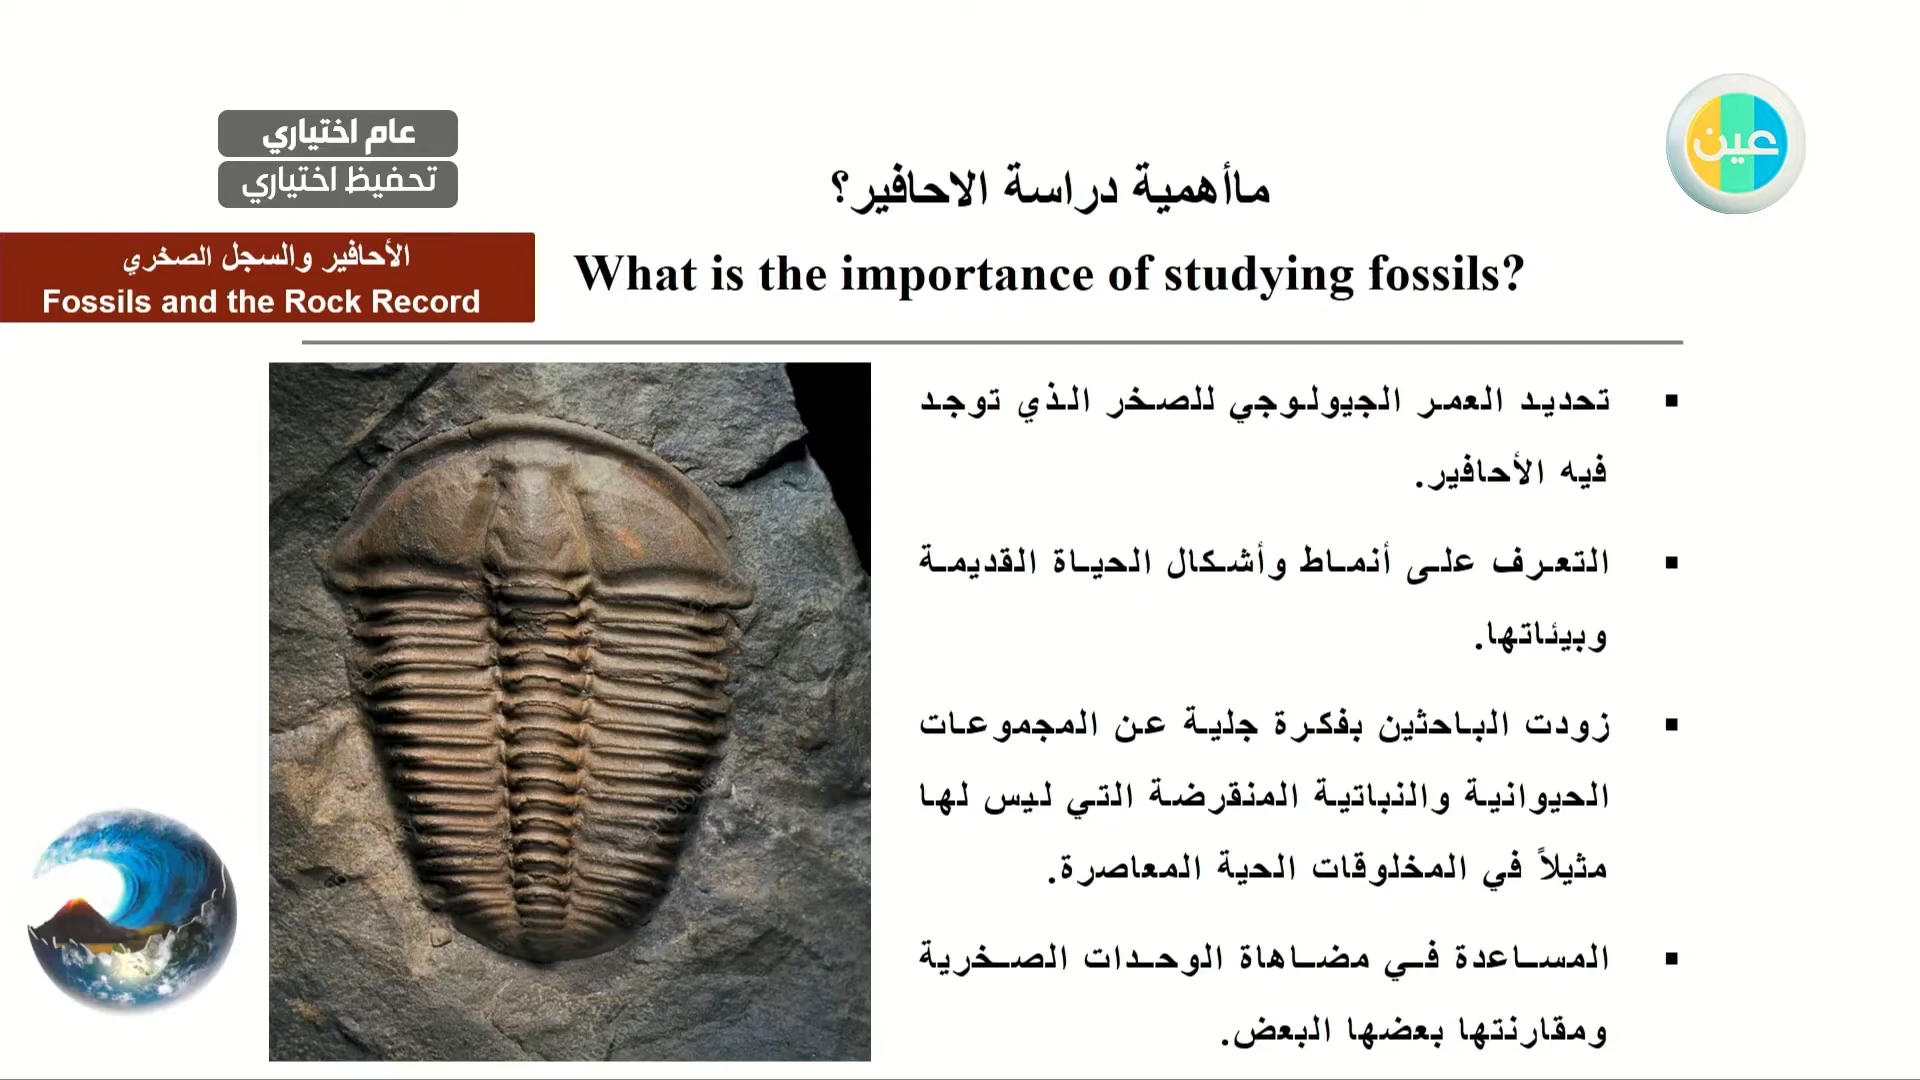 عام اختياري
تحفيظ اختياري
عين
ماأهمية دراسة الاحافير؟
What is the importance of studying fossils?
الأحافير والسجل الصخري
Fossils and the Rock Record
▪ تحديد العمر الجيولوجي للصخر الذي توجد
فيه الأحافير.
▪ التعرف على أنماط وأشكال الحياة القديمة
وبيئاتها.
▪ زودت الباحثين بفكرة جلية عن المجموعات
الحيوانية والنباتية المنقرضة التي ليس لها
مثيلاً في المخلوقات الحية المعاصرة.
▪ المساعدة في مضاهاة الوحدات الصخرية
ومقارنتها بعضها البعض.